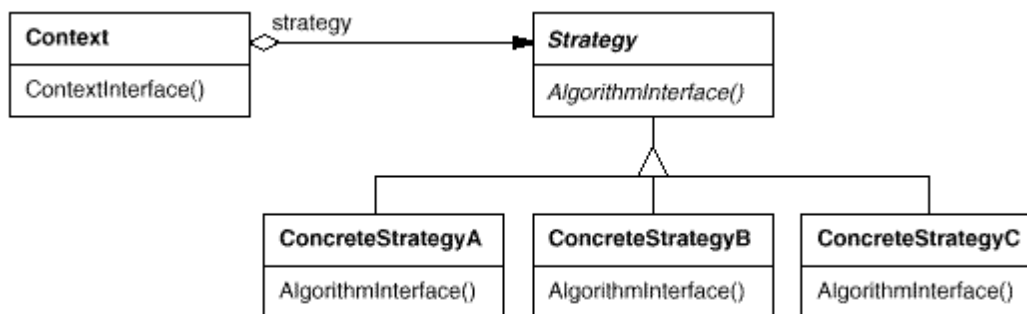 strategy
Context
Strategy
ContextInterface()
AlgorithmInterface()
ConcreteStrategyA
ConcreteStrategyB
ConcreteStrategyC
AlgorithmInterface()
AlgorithmInterface()
AlgorithmInterface()